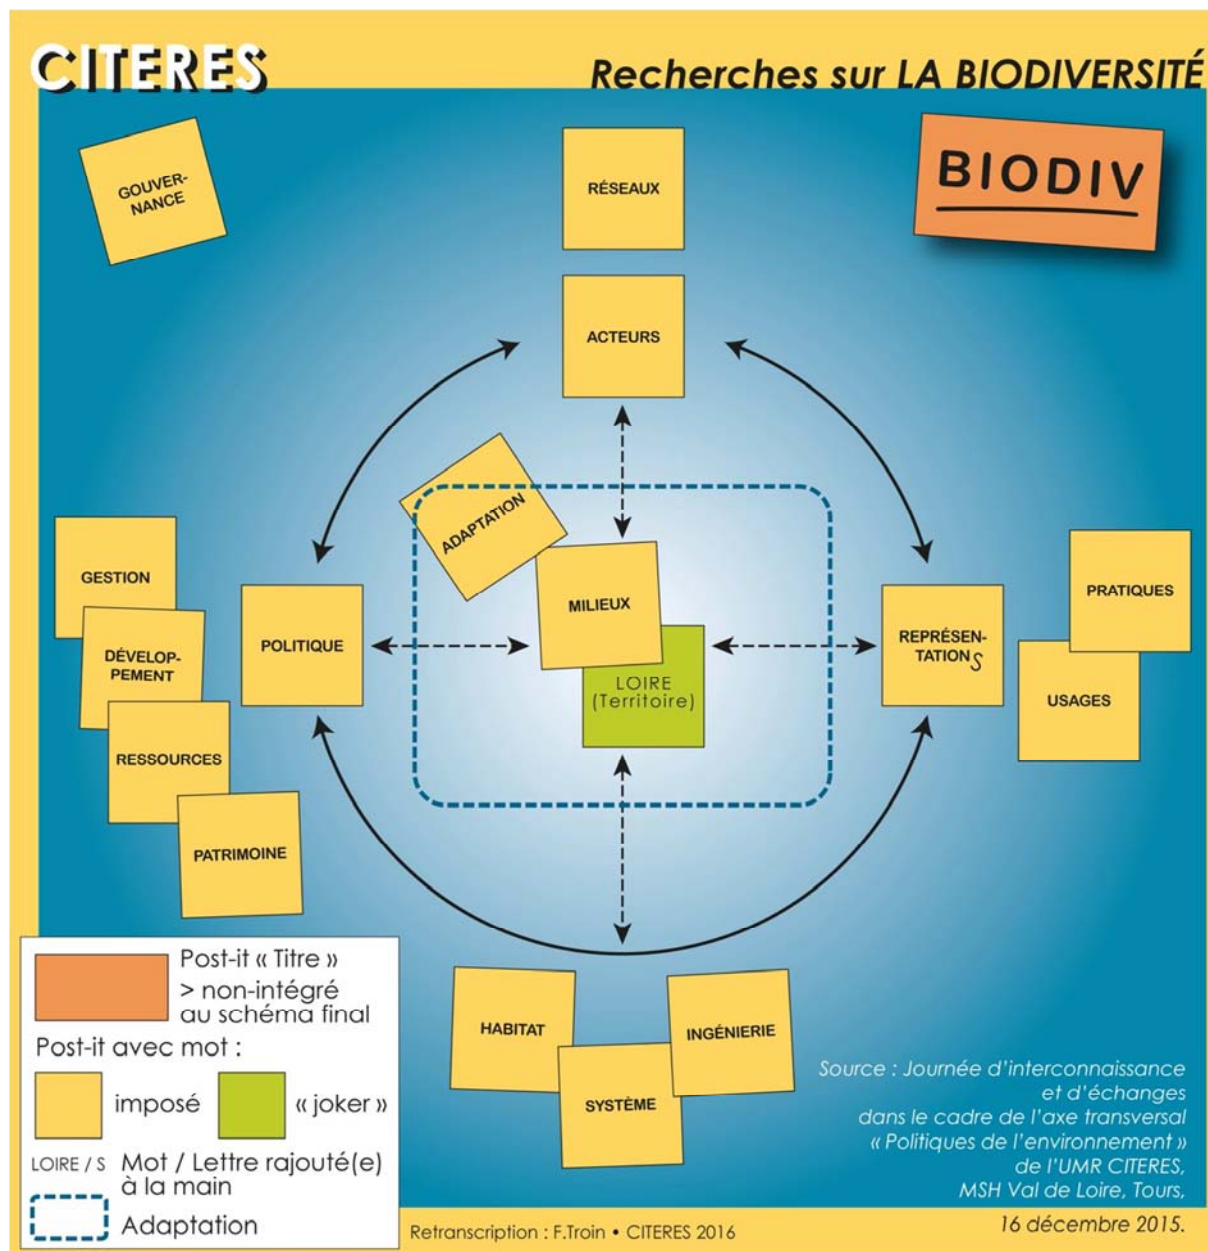 CITERES
Recherches sur LA BIODIVERSITÉ
GOUVER-
NANCE
RÉSEAUX
BIODIV
ACTEURS
ADAPTATION
GESTION
MILIEUX
PRATIQUES
POLITIQUE
REPRÉSEN-
TATIONS
DÉVELOP-
PEMENT
LOIRE
(Territoire)
USAGES
RESSOURCES
PATRIMOINE
HABITAT
INGÉNIERIE
SYSTÈME
Post-it « Titre »
> non-intégré
au schéma final
Post-it avec mot :
imposé
« joker »
LOIRE / S Mot / Lettre rajouté(e)
à la main
Adaptation
Source : Journée d'interconnaissance
et d'échanges
dans le cadre de l'axe transversal
« Politiques de l'environnement »
de l'UMR CITERES,
MSH Val de Loire, Tours,
16 décembre 2015.
Retranscription : F.Troin • CITERES 2016